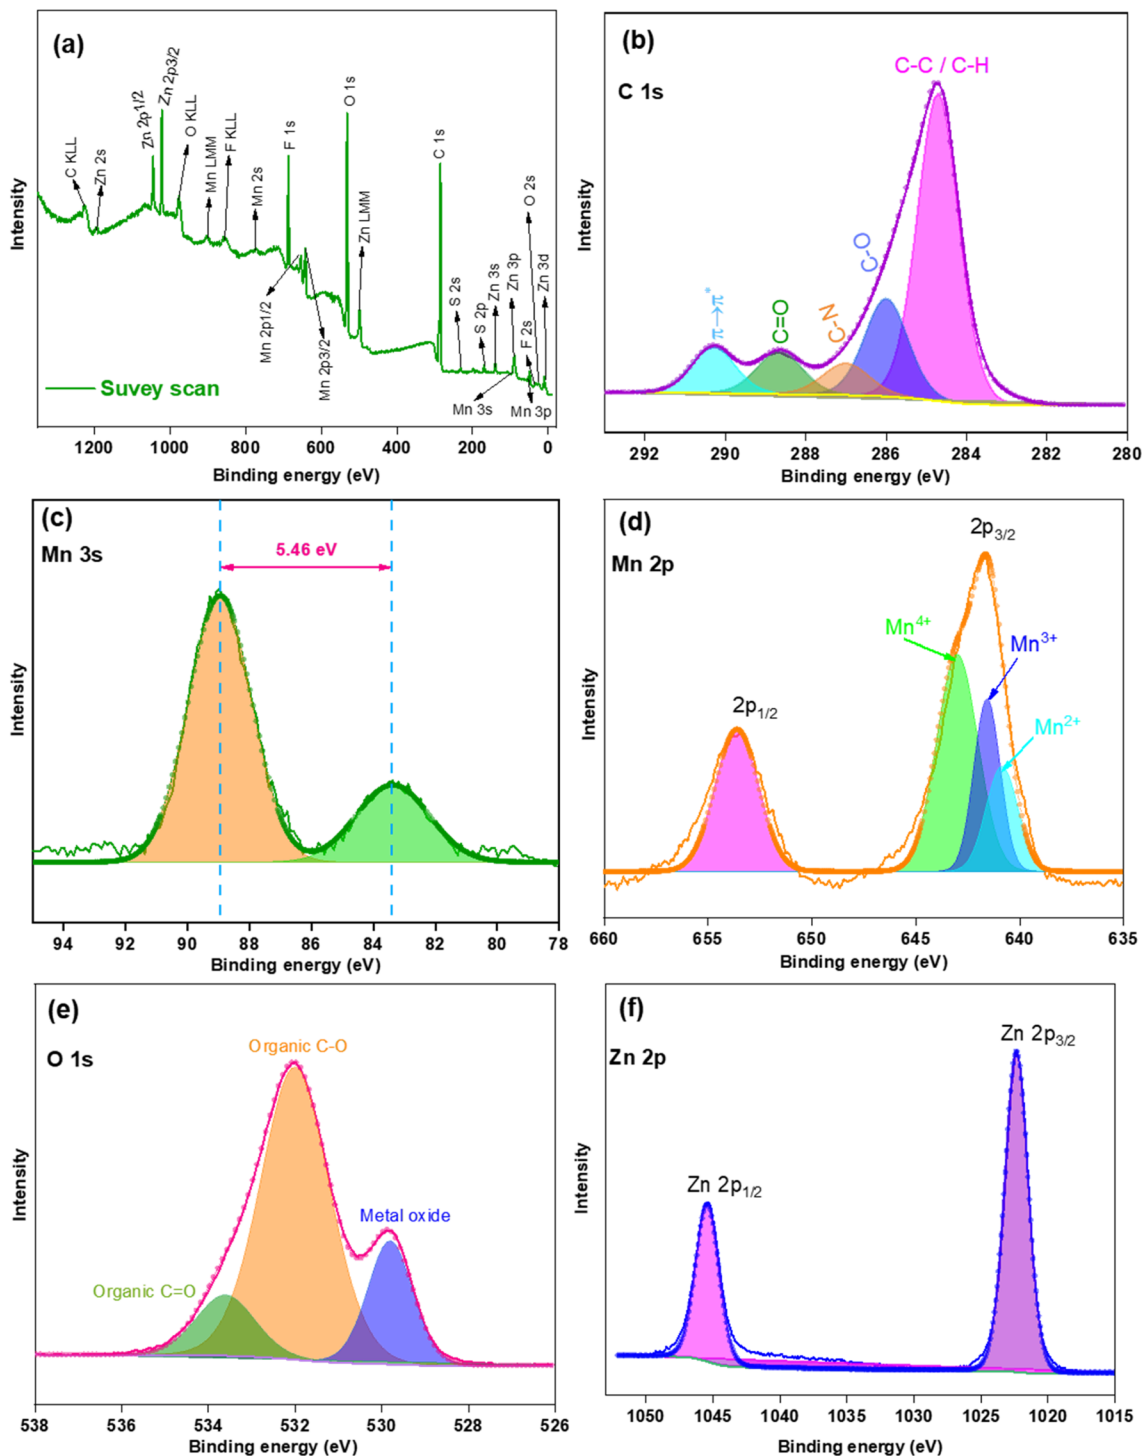 (a)
C KLL
Zn 2s
Zn 2p1/2
Zn 2p3/2
O KLL
Mn LMM
F KLL
Mn 2s
F 1s
Mn 2p1/2
Mn 2p3/2
O 1s
Zn LMM
C 1s
S 2s
S 2p
Zn 3s
Mn 3s
Zn 3p
F 2s
O 2s
Mn 3p
Zn 3d
Suvey scan
Intensity
1200 1000 800 600 400 200 0
Binding energy (eV)
(b)
C 1s
C-C / C-H
C-O
C-N
C=O
π→π*
Intensity
292 290 288 286 284 282 280
Binding energy (eV)
(c)
Mn 3s
5.46 eV
Intensity
94 92 90 88 86 84 82 80 78
Binding energy (eV)
(d)
Mn 2p
2p3/2
Mn4+
Mn3+
Mn2+
2p1/2
Intensity
660 655 650 645 640 635
Binding energy (eV)
(e)
O 1s
Organic C-O
Metal oxide
Organic C=O
Intensity
538 536 534 532 530 528 526
Binding energy (eV)
(f)
Zn 2p
Zn 2p3/2
Zn 2p1/2
Intensity
1050 1045 1040 1035 1030 1025 1020 1015
Binding energy (eV)